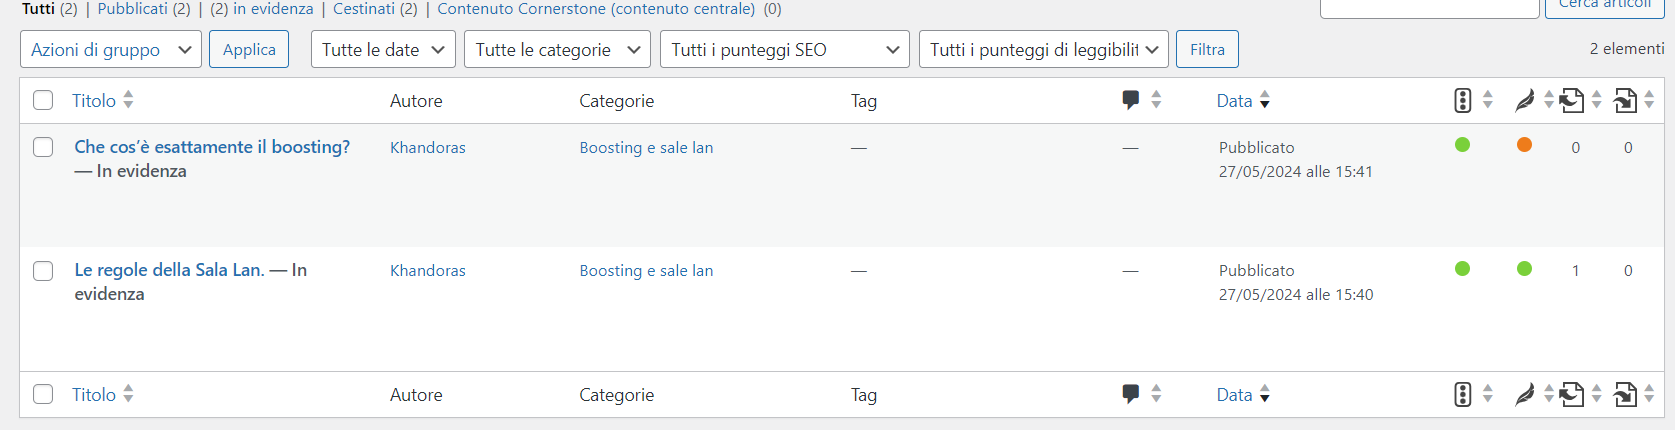 Tutti (2) | Pubblicati (2) | (2) in evidenza | Cestinati (2) | Contenuto Cornerstone (contenuto centrale) (0)
Cerca articoli
Azioni di gruppo Applica Tutte le date Tutte le categorie Tutti i punteggi SEO Tutti i punteggi di leggibilit Filtra 2 elementi
Titolo Autore Categorie Tag Data
Che cos'è esattamente il boosting? Khandoras Boosting e sale lan — — Pubblicato 0 0
— In evidenza 27/05/2024 alle 15:41
Le regole della Sala Lan. — In Khandoras Boosting e sale lan — — Pubblicato 1 0
evidenza 27/05/2024 alle 15:40
Titolo Autore Categorie Tag Data